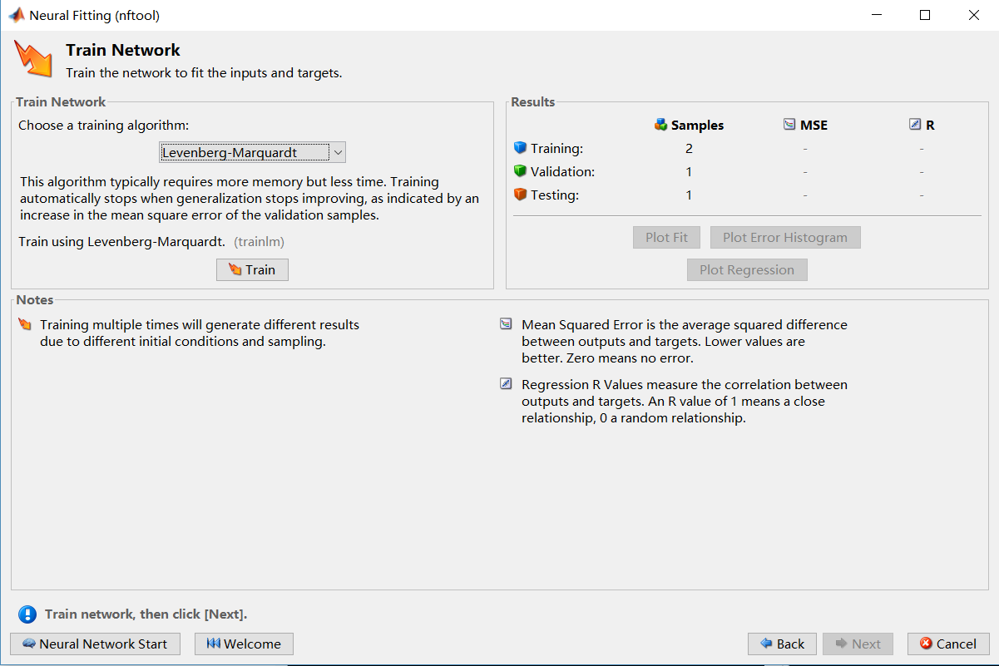 Neural Fitting (nftool)
Train Network
Train the network to fit the inputs and targets.
Train Network
Choose a training algorithm:
Levenberg-Marquardt
This algorithm typically requires more memory but less time. Training
automatically stops when generalization stops improving, as indicated by an
increase in the mean square error of the validation samples.
Train using Levenberg-Marquardt. (trainlm)
Train
Results
Samples MSE R
Training: 2 - -
Validation: 1 - -
Testing: 1 - -
Plot Fit Plot Error Histogram
Plot Regression
Notes
Training multiple times will generate different results
due to different initial conditions and sampling.
Mean Squared Error is the average squared difference
between outputs and targets. Lower values are
better. Zero means no error.
Regression R Values measure the correlation between
outputs and targets. An R value of 1 means a close
relationship, 0 a random relationship.
Train network, then click [Next].
Neural Network Start Welcome Back Next Cancel